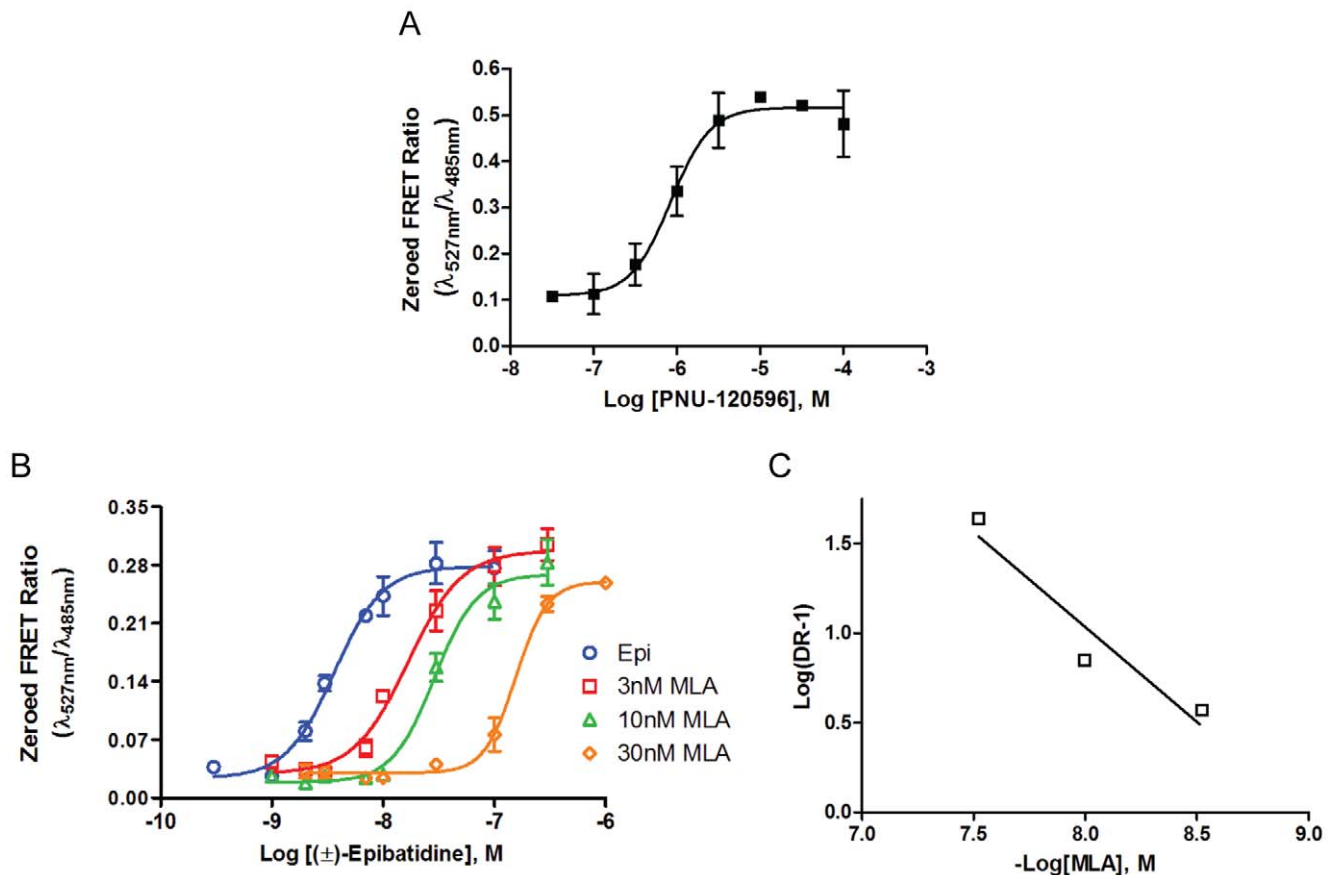 A
Zeroed FRET Ratio
(λ527nm/λ485nm)
0.6
0.5
0.4
0.3
0.2
0.1
0.0
-8
-7
-6
-5
-4
-3
Log [PNU-120596], M
B
Zeroed FRET Ratio
(λ527nm/λ485nm)
0.35
0.28
0.21
0.14
0.07
0.00
-10
-9
-8
-7
-6
Log [(±)-Epibatidine], M
Epi
3nM MLA
10nM MLA
30nM MLA
C
Log(DR-1)
1.5
1.0
0.5
0.0
7.0
7.5
8.0
8.5
9.0
-Log[MLA], M